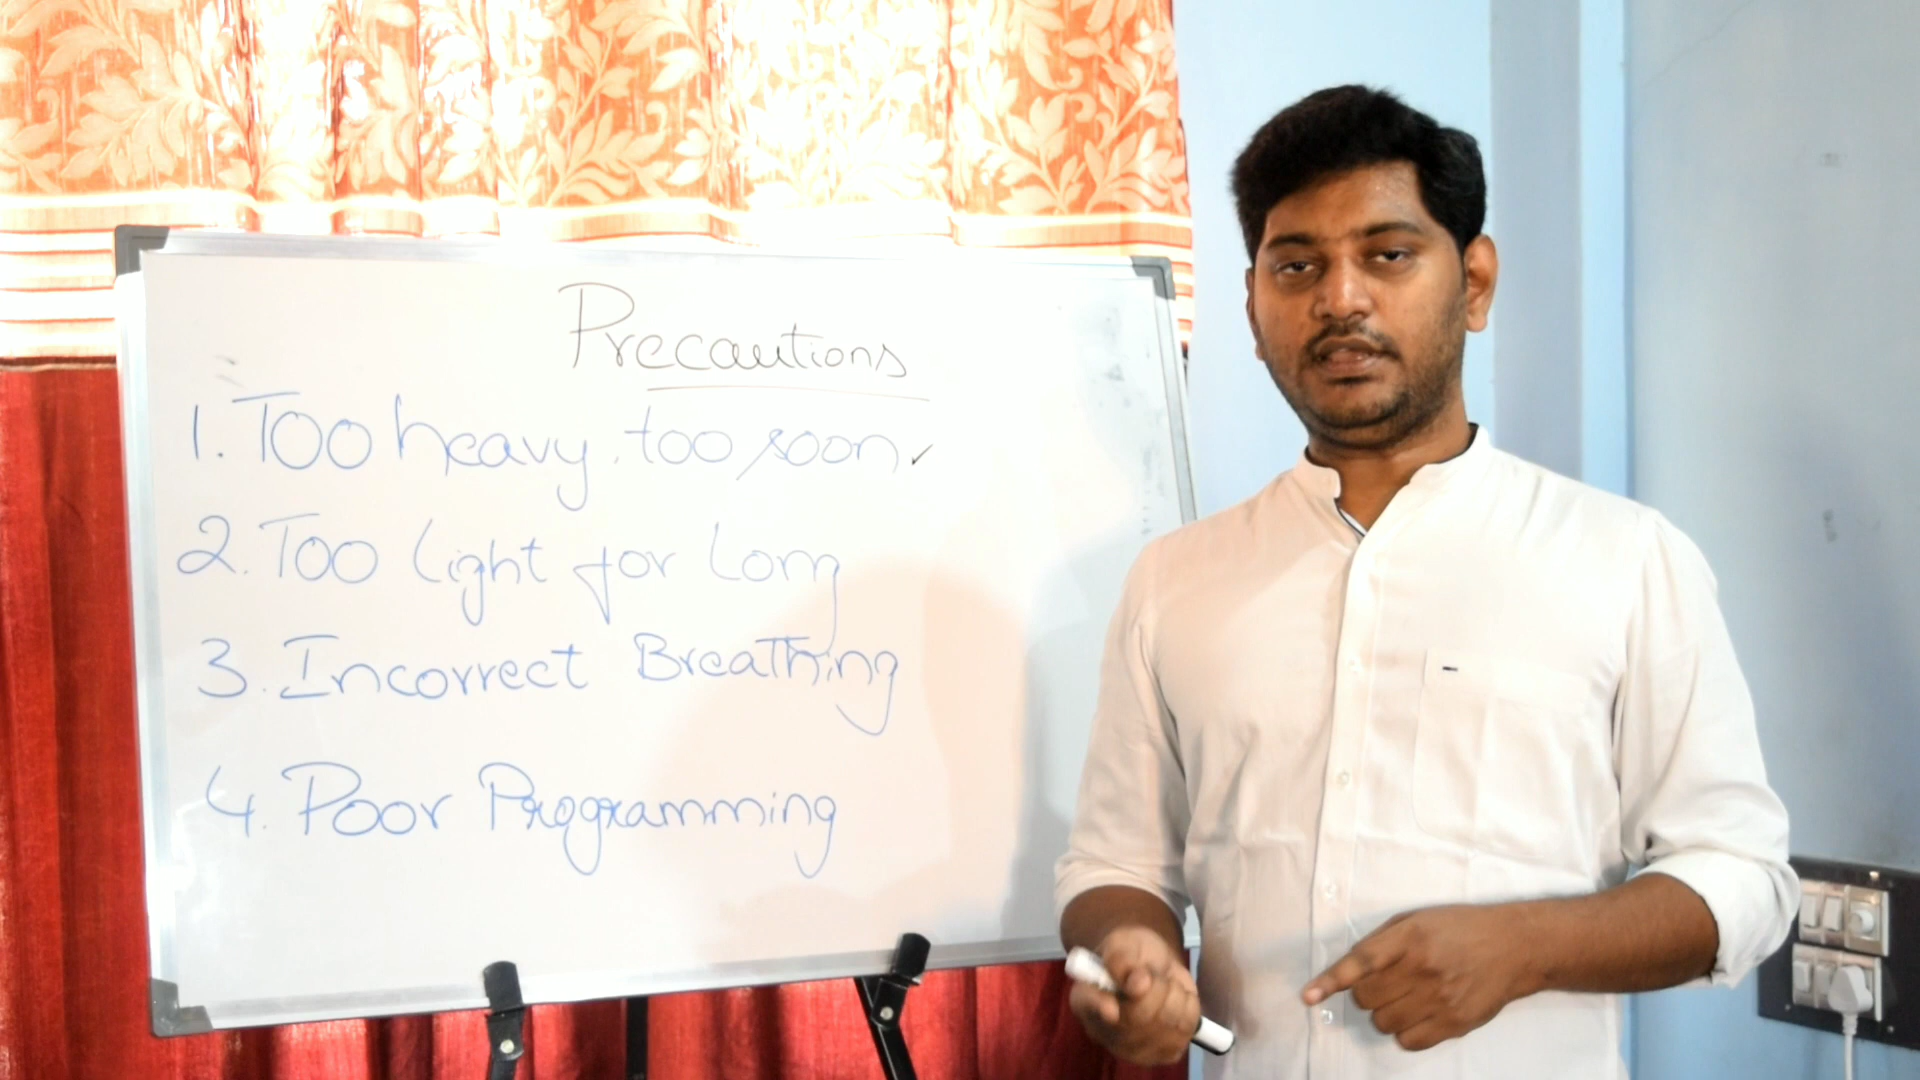 Precautions
1. Too heavy, too soon ✓
2. Too Light for Long
3. Incorrect Breathing
4. Poor Programming